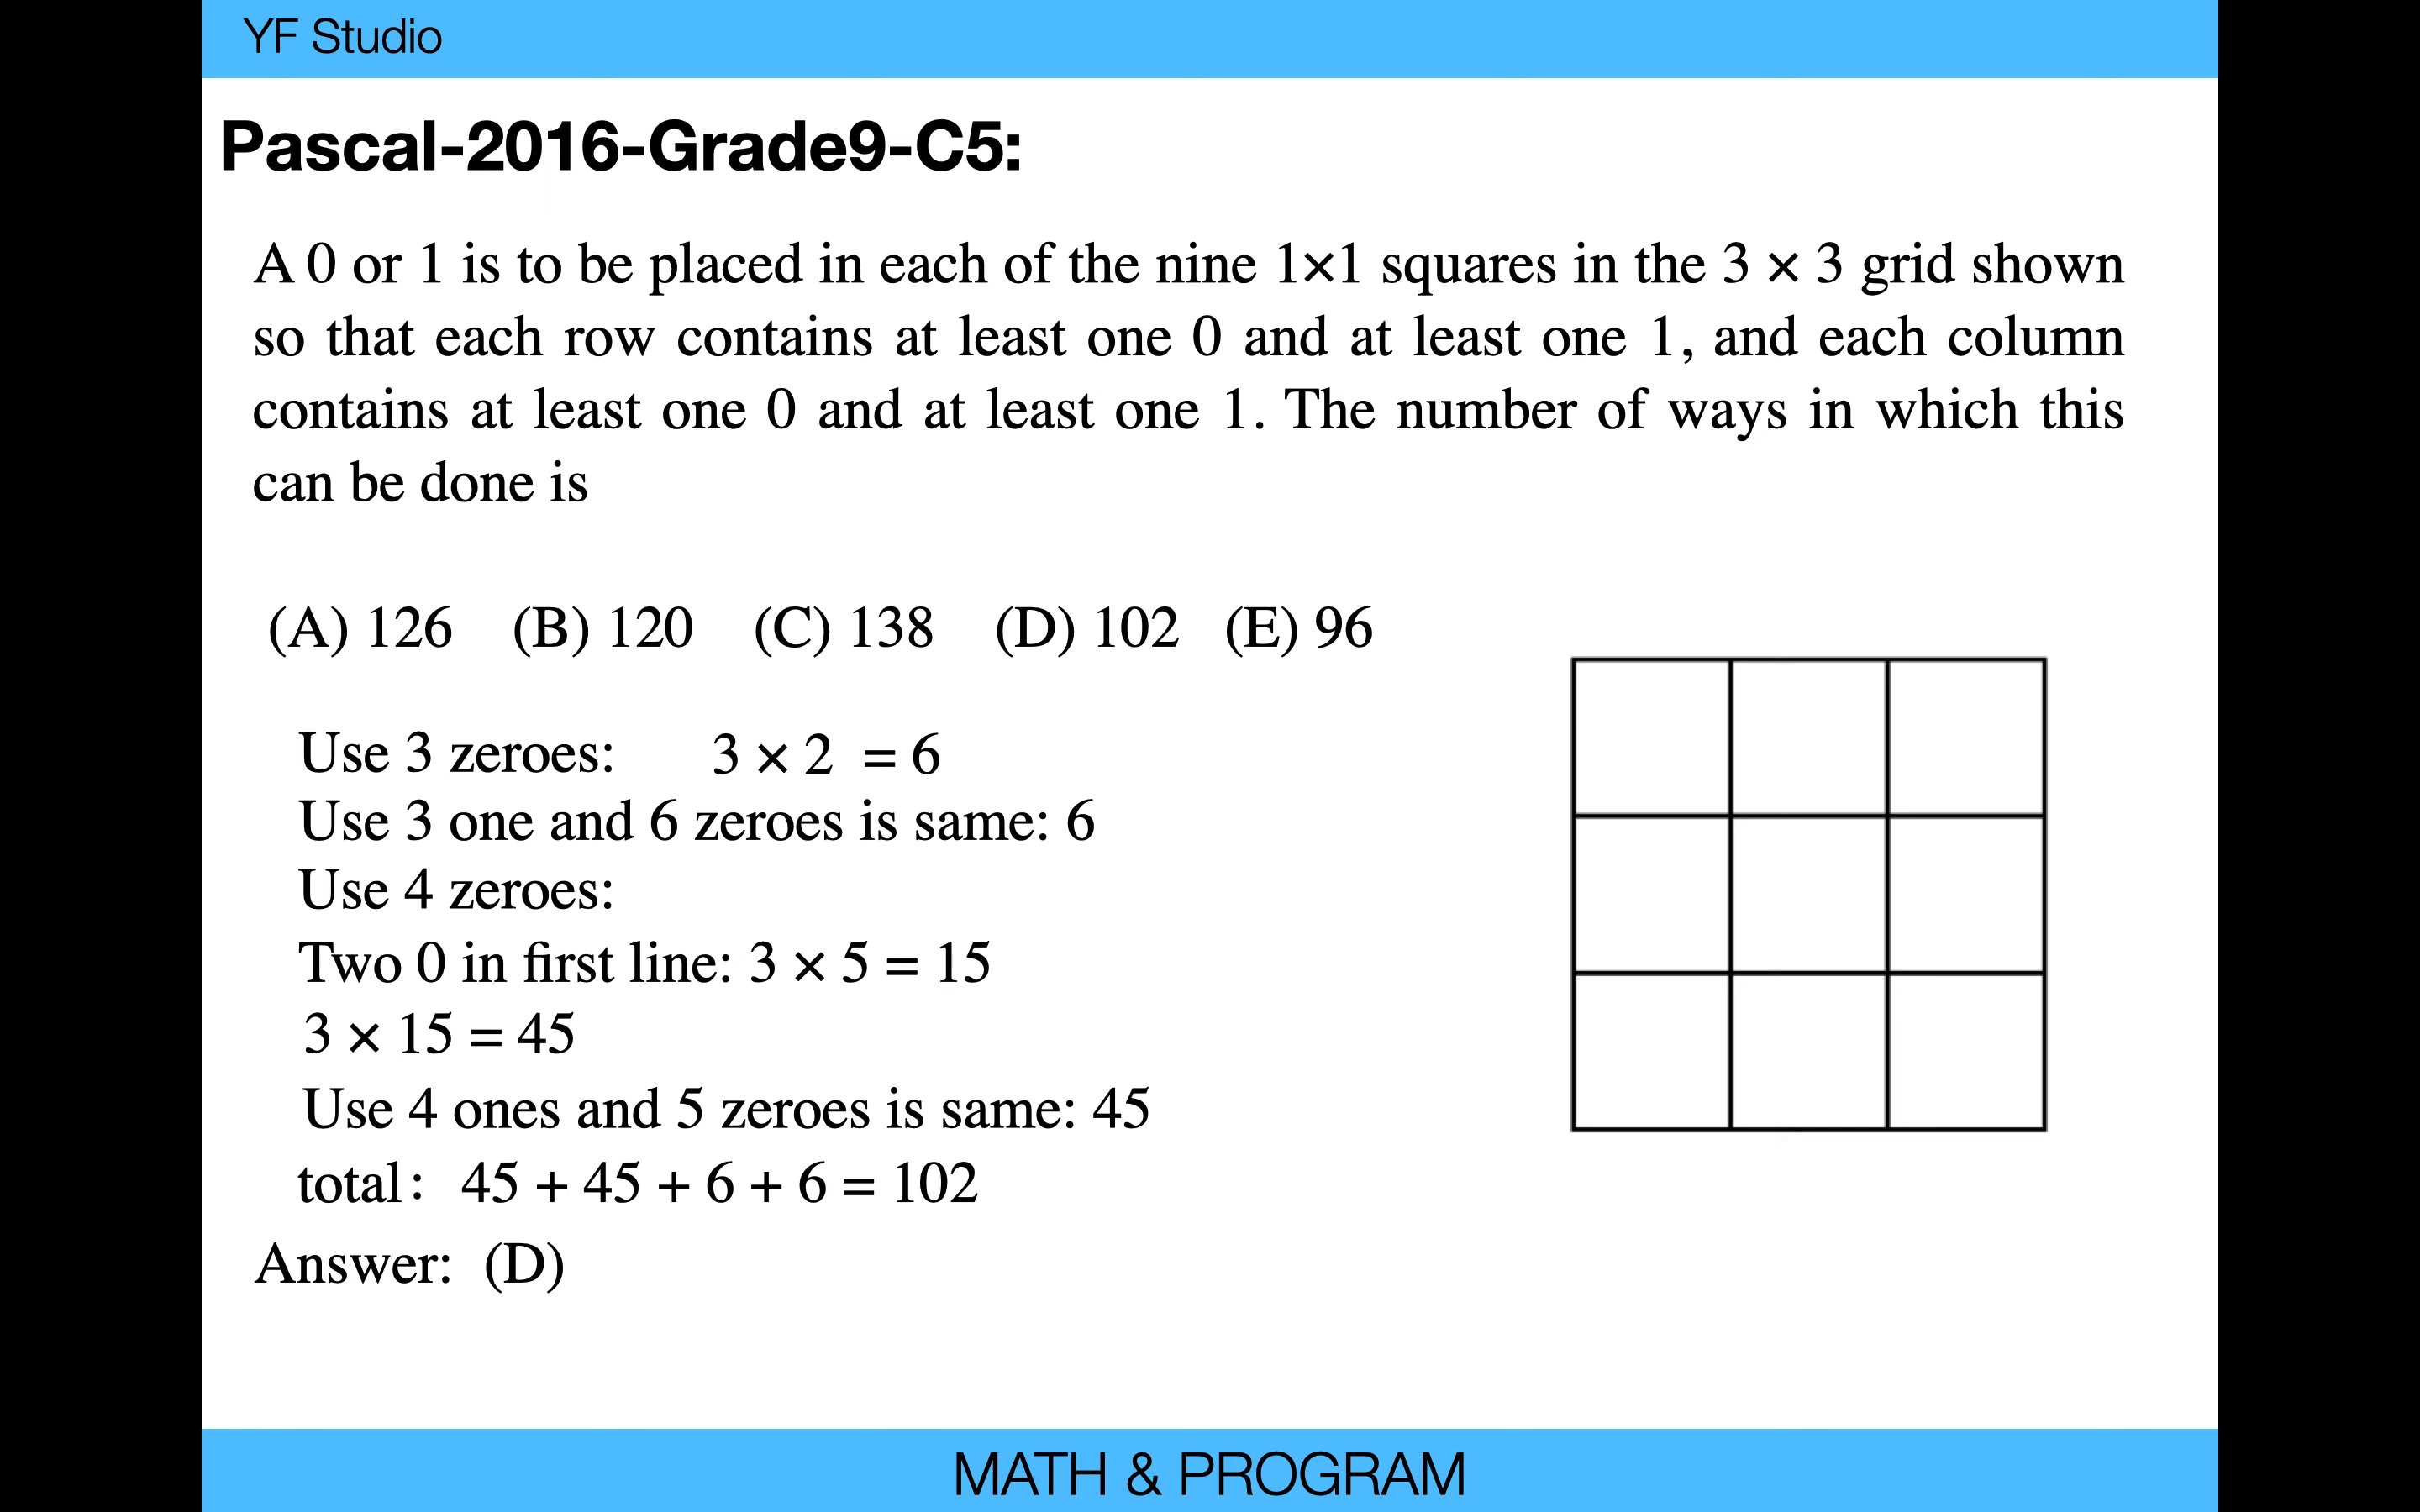 YF Studio
Pascal-2016-Grade9-C5:
A 0 or 1 is to be placed in each of the nine 1×1 squares in the 3 × 3 grid shown
so that each row contains at least one 0 and at least one 1, and each column
contains at least one 0 and at least one 1. The number of ways in which this
can be done is
(A) 126 (B) 120 (C) 138 (D) 102 (E) 96
Use 3 zeroes: 3 × 2 = 6
Use 3 one and 6 zeroes is same: 6
Use 4 zeroes:
Two 0 in first line: 3 × 5 = 15
3 × 15 = 45
Use 4 ones and 5 zeroes is same: 45
total: 45 + 45 + 6 + 6 = 102
Answer: (D)
MATH & PROGRAM